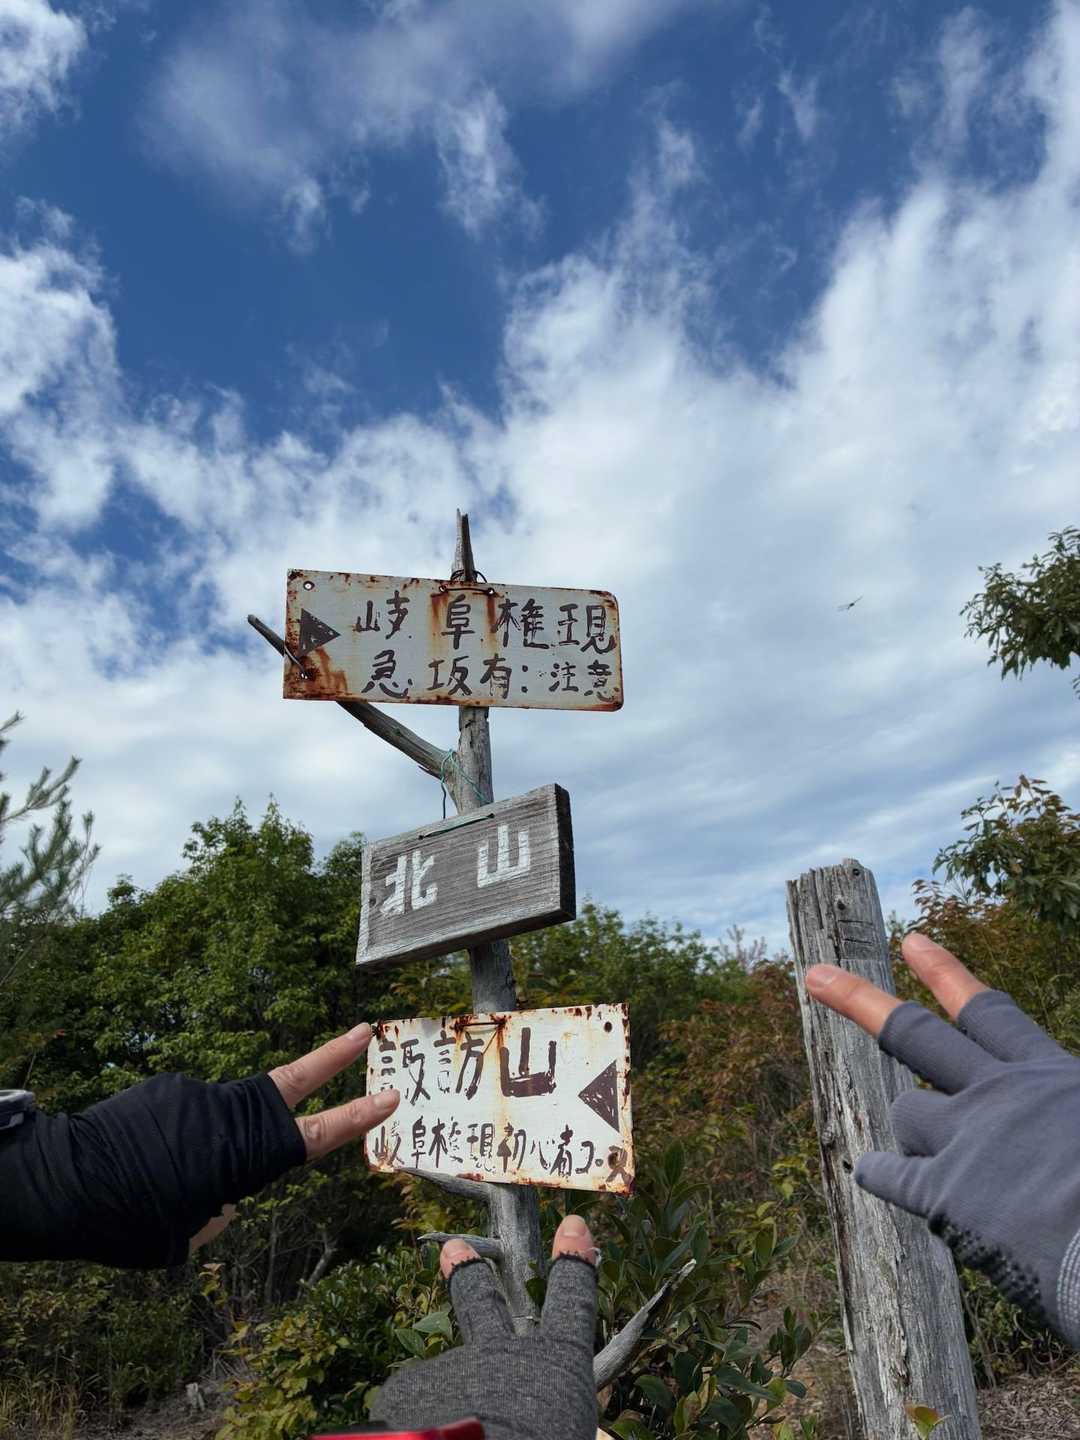 岐阜権現
急坂有:注意
北山
諏訪山
岐阜権現初心者コース